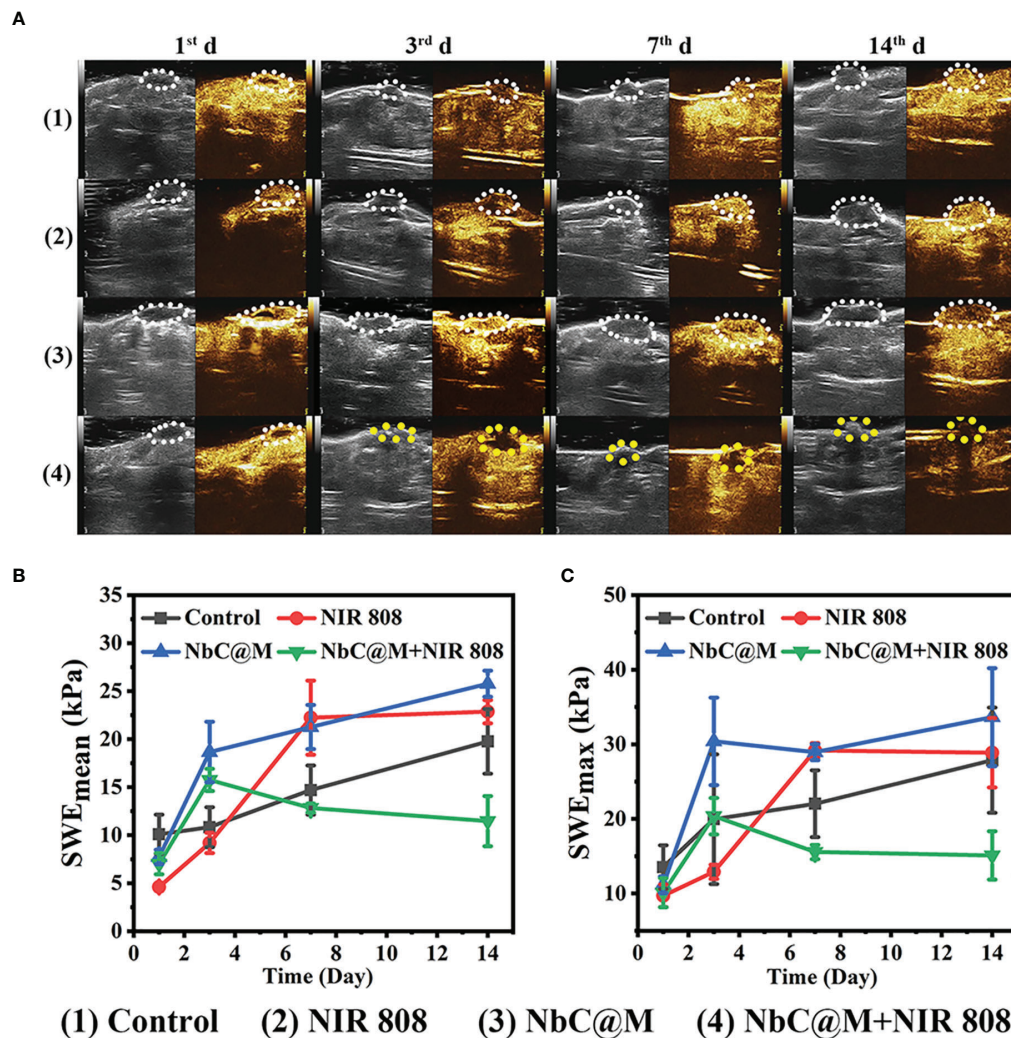 A
1st d 3rd d 7th d 14th d
(1)
(2)
(3)
(4)
B
35
30
25
20
15
10
5
0
SWEmean (kPa)
Control NIR 808
NbC@M NbC@M+NIR 808
0 2 4 6 8 10 12 14
Time (Day)
C
50
40
30
20
10
SWEmax (kPa)
Control NIR 808
NbC@M NbC@M+NIR 808
0 2 4 6 8 10 12 14
Time (Day)
(1) Control (2) NIR 808 (3) NbC@M (4) NbC@M+NIR 808